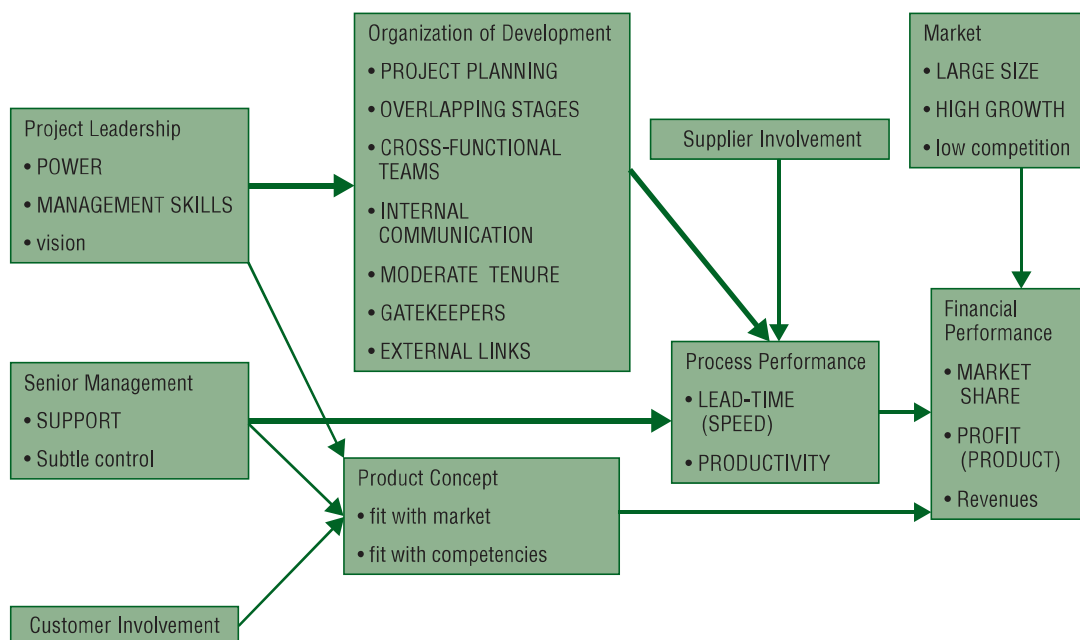 Project Leadership
• POWER
• MANAGEMENT SKILLS
• vision
Senior Management
• SUPPORT
• Subtle control
Customer Involvement
Organization of Development
• PROJECT PLANNING
• OVERLAPPING STAGES
• CROSS-FUNCTIONAL
TEAMS
• INTERNAL
COMMUNICATION
• MODERATE TENURE
• GATEKEEPERS
• EXTERNAL LINKS
Product Concept
• fit with market
• fit with competencies
Supplier Involvement
Process Performance
• LEAD-TIME
(SPEED)
• PRODUCTIVITY
Market
• LARGE SIZE
• HIGH GROWTH
• low competition
Financial
Performance
• MARKET
SHARE
• PROFIT
(PRODUCT)
• Revenues